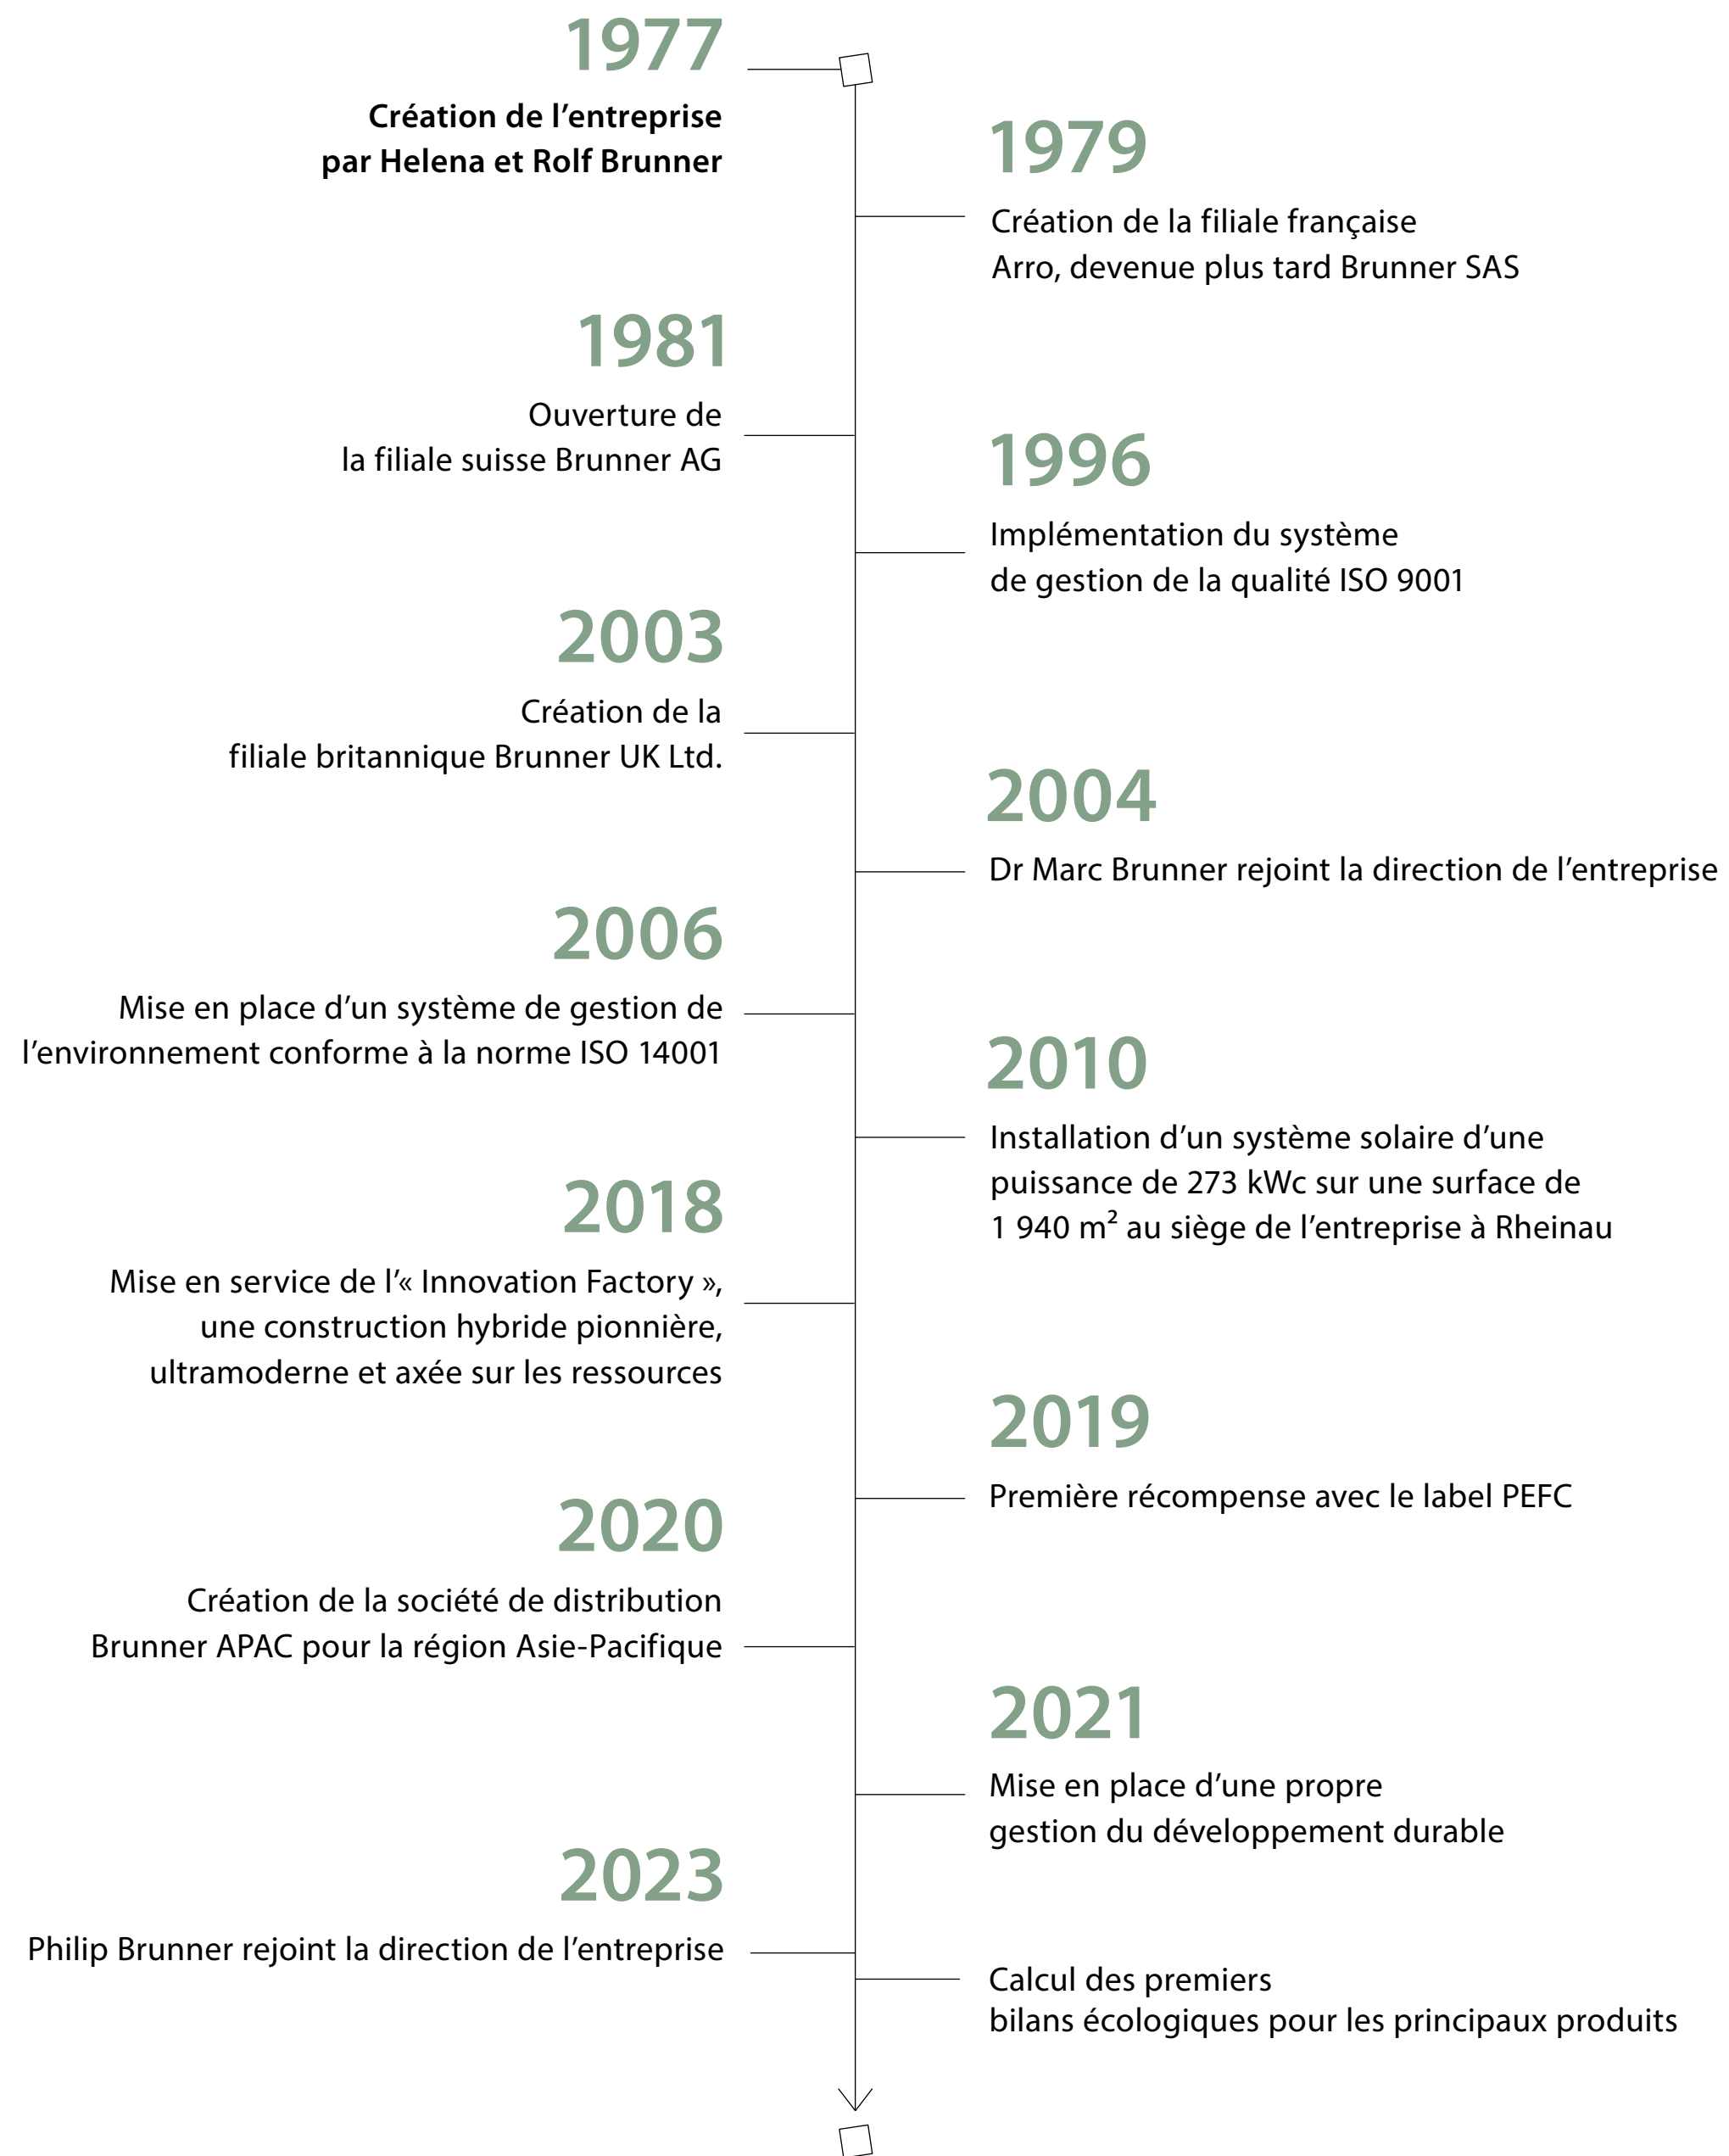 1977
Création de l’entreprise
par Helena et Rolf Brunner
1979
Création de la filiale française
Arro, devenue plus tard Brunner SAS
1981
Ouverture de
la filiale suisse Brunner AG
1996
Implémentation du système
de gestion de la qualité ISO 9001
2003
Création de la
filiale britannique Brunner UK Ltd.
2004
Dr Marc Brunner rejoint la direction de l’entreprise
2006
Mise en place d’un système de gestion de
l’environnement conforme à la norme ISO 14001
2010
Installation d’un système solaire d’une
puissance de 273 kWc sur une surface de
1 940 m² au siège de l’entreprise à Rheinau
2018
Mise en service de l’« Innovation Factory »,
une construction hybride pionnière,
ultramoderne et axée sur les ressources
2019
Première récompense avec le label PEFC
2020
Création de la société de distribution
Brunner APAC pour la région Asie-Pacifique
2021
Mise en place d’une propre
gestion du développement durable
2023
Philip Brunner rejoint la direction de l’entreprise
Calcul des premiers
bilans écologiques pour les principaux produits